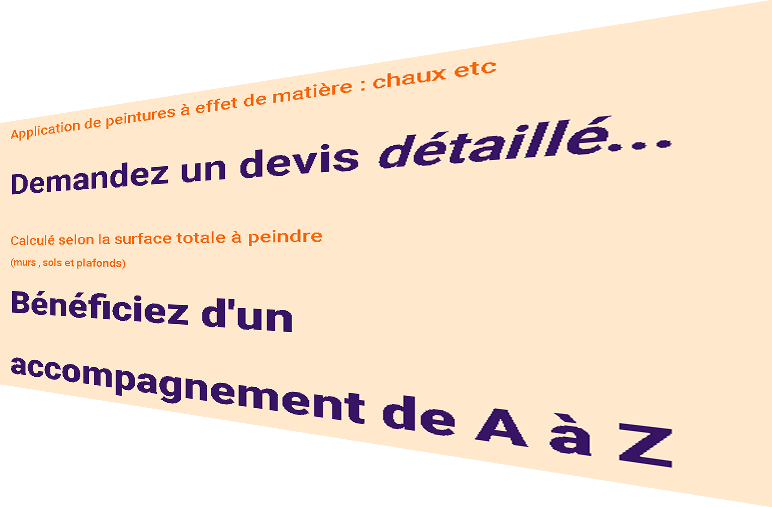 Application de peintures à effet de matière : chaux etc
Demandez un devis détaillé...
Calculé selon la surface totale à peindre
(murs , sols et plafonds)
Bénéficiez d'un
accompagnement de A à Z